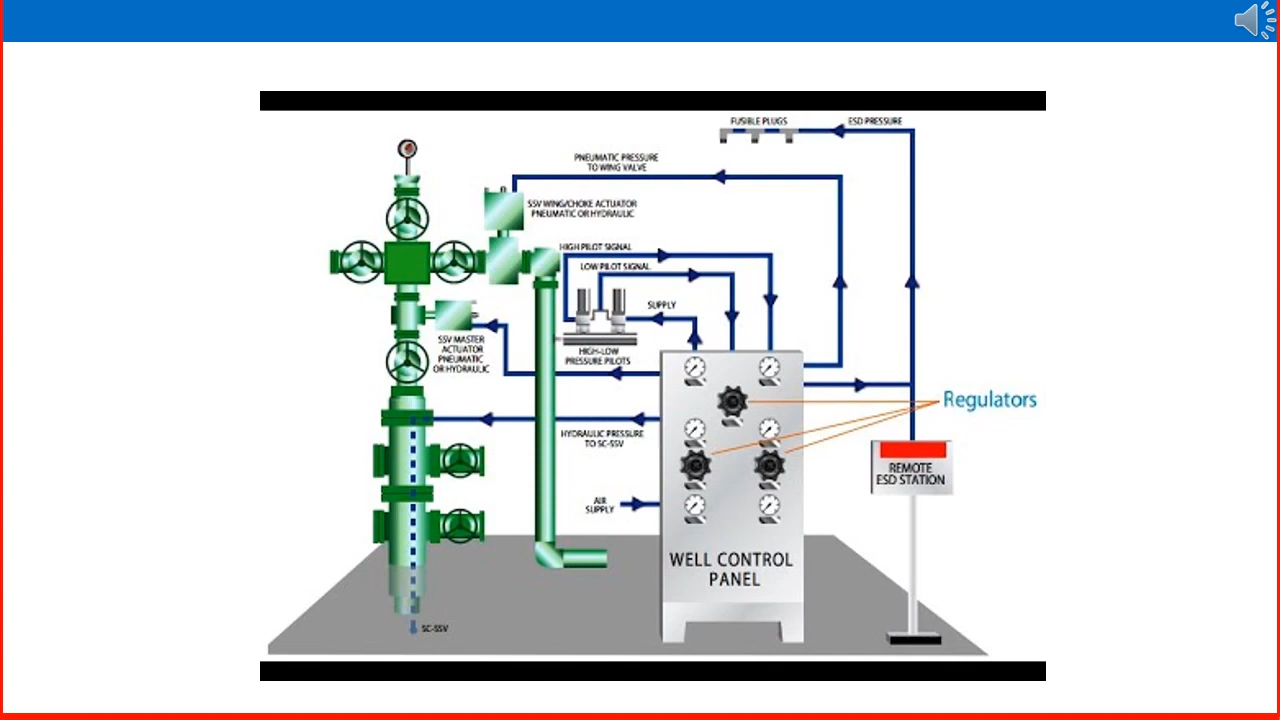 FUSIBLE PLUGS
ESD PRESSURE
PNEUMATIC PRESSURE
TO WING VALVE
SSV WING/CHOKE ACTUATOR
PNEUMATIC OR HYDRAULIC
HIGH PILOT SIGNAL
LOW PILOT SIGNAL
SUPPLY
SSV MASTER
ACTUATOR
PNEUMATIC
OR HYDRAULIC
HIGH-LOW
PRESSURE PILOTS
Regulators
HYDRAULIC PRESSURE
TO SC-SSV
REMOTE
ESD STATION
AIR
SUPPLY
WELL CONTROL
PANEL
SC-SSV